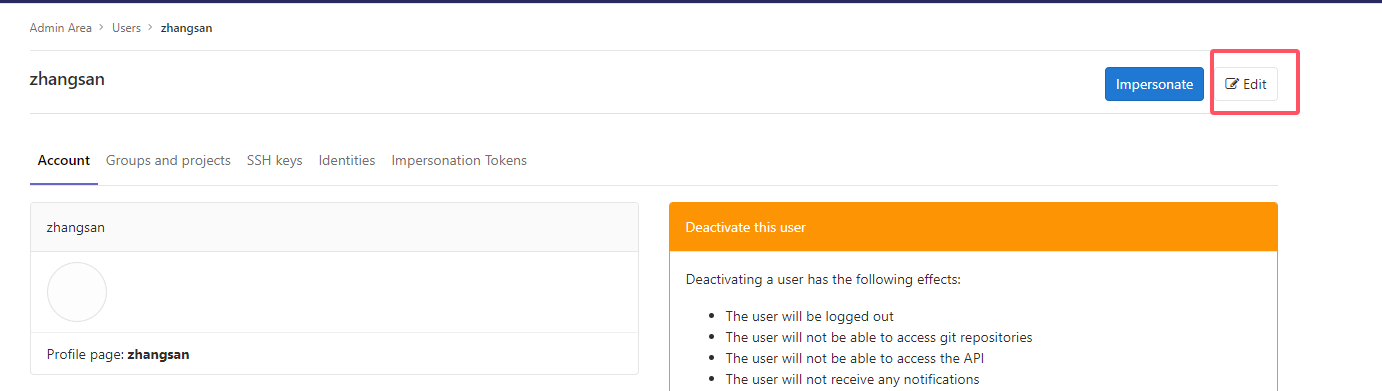 Admin Area > Users > zhangsan
zhangsan
Impersonate
Edit
Account Groups and projects SSH keys Identities Impersonation Tokens
zhangsan
Profile page: zhangsan
Deactivate this user
Deactivating a user has the following effects:
• The user will be logged out
• The user will not be able to access git repositories
• The user will not be able to access the API
• The user will not receive any notifications